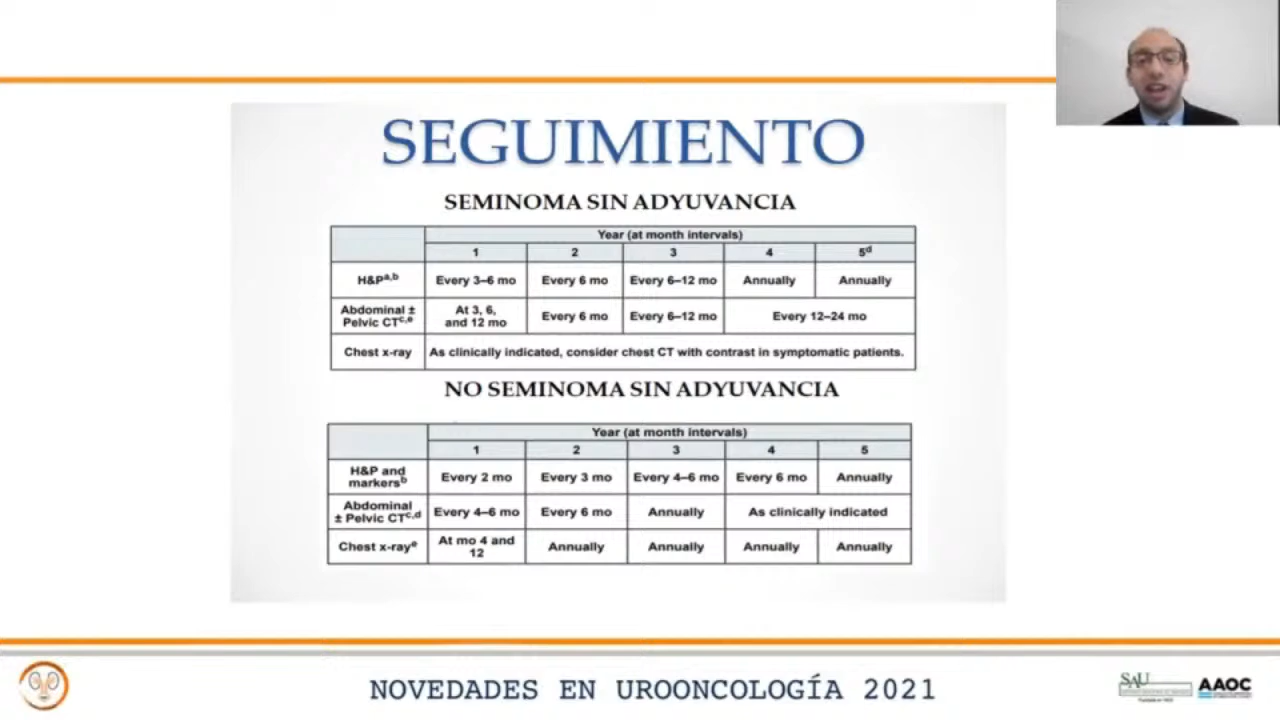 SEGUIMIENTO
SEMINOMA SIN ADYUVANCIA
Year (at month intervals)
1 2 3 4 5d
H&Pa,b Every 3–6 mo Every 6 mo Every 6–12 mo Annually Annually
Abdominal ± Pelvic CTc,e At 3, 6, and 12 mo Every 6 mo Every 6–12 mo Every 12–24 mo
Chest x-ray As clinically indicated, consider chest CT with contrast in symptomatic patients.
NO SEMINOMA SIN ADYUVANCIA
Year (at month intervals)
1 2 3 4 5
H&P and markersb Every 2 mo Every 3 mo Every 4–6 mo Every 6 mo Annually
Abdominal ± Pelvic CTc,d Every 4–6 mo Every 6 mo Annually As clinically indicated
Chest x-raye At mo 4 and 12 Annually Annually Annually Annually
NOVEDADES EN UROONCOLOGÍA 2021
SAU
AAOC